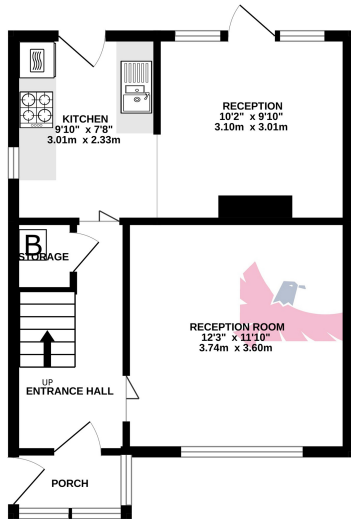 KITCHEN
9'10" x 7'8"
3.01m x 2.33m
RECEPTION
10'2" x 9'10"
3.10m x 3.01m
B
STORAGE
RECEPTION ROOM
12'3" x 11'10"
3.74m x 3.60m
UP
ENTRANCE HALL
PORCH